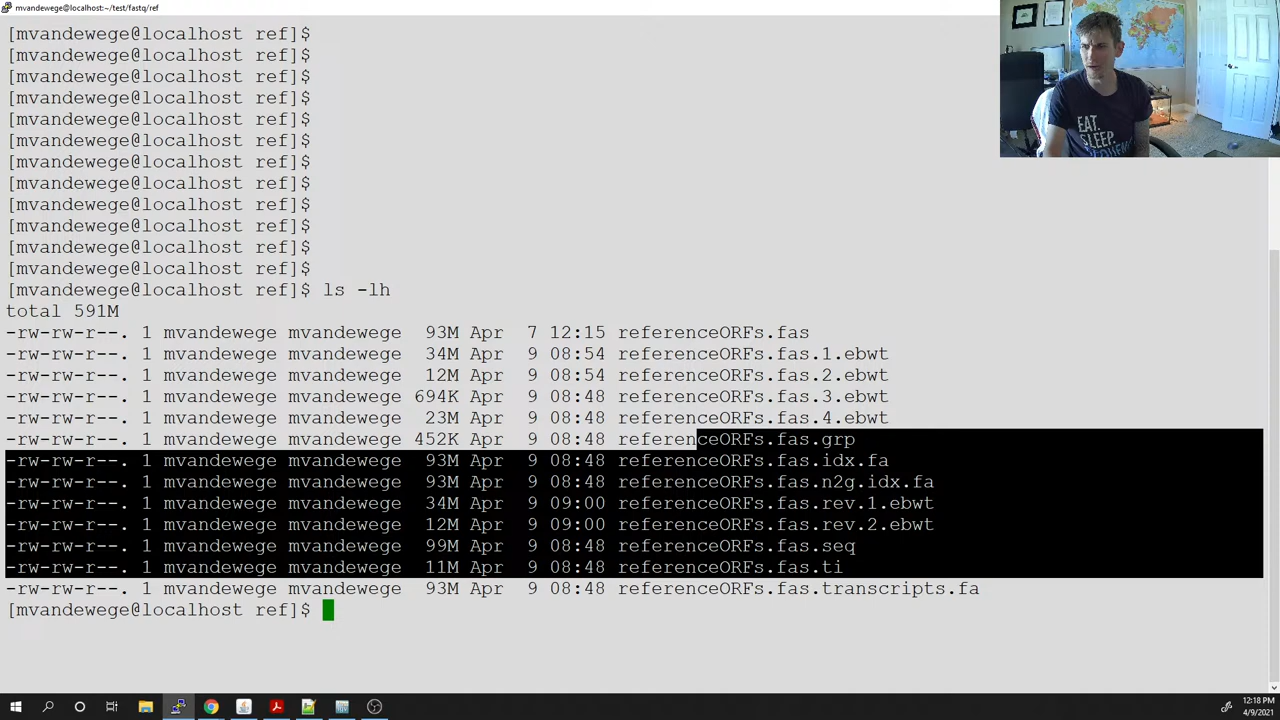 mvandewege@localhost:~/test/fastq/ref
[mvandewege@localhost ref]$
[mvandewege@localhost ref]$
[mvandewege@localhost ref]$
[mvandewege@localhost ref]$
[mvandewege@localhost ref]$
[mvandewege@localhost ref]$
[mvandewege@localhost ref]$
[mvandewege@localhost ref]$
[mvandewege@localhost ref]$
[mvandewege@localhost ref]$
[mvandewege@localhost ref]$
[mvandewege@localhost ref]$
[mvandewege@localhost ref]$ ls -lh
total 591M
-rw-rw-r--. 1 mvandewege mvandewege  93M Apr  7 12:15 referenceORFs.fas
-rw-rw-r--. 1 mvandewege mvandewege  34M Apr  9 08:54 referenceORFs.fas.1.ebwt
-rw-rw-r--. 1 mvandewege mvandewege  12M Apr  9 08:54 referenceORFs.fas.2.ebwt
-rw-rw-r--. 1 mvandewege mvandewege 694K Apr  9 08:48 referenceORFs.fas.3.ebwt
-rw-rw-r--. 1 mvandewege mvandewege  23M Apr  9 08:48 referenceORFs.fas.4.ebwt
-rw-rw-r--. 1 mvandewege mvandewege 452K Apr  9 08:48 referenceORFs.fas.grp
-rw-rw-r--. 1 mvandewege mvandewege  93M Apr  9 08:48 referenceORFs.fas.idx.fa
-rw-rw-r--. 1 mvandewege mvandewege  93M Apr  9 08:48 referenceORFs.fas.n2g.idx.fa
-rw-rw-r--. 1 mvandewege mvandewege  34M Apr  9 09:00 referenceORFs.fas.rev.1.ebwt
-rw-rw-r--. 1 mvandewege mvandewege  12M Apr  9 09:00 referenceORFs.fas.rev.2.ebwt
-rw-rw-r--. 1 mvandewege mvandewege  99M Apr  9 08:48 referenceORFs.fas.seq
-rw-rw-r--. 1 mvandewege mvandewege  11M Apr  9 08:48 referenceORFs.fas.ti
-rw-rw-r--. 1 mvandewege mvandewege  93M Apr  9 08:48 referenceORFs.fas.transcripts.fa
[mvandewege@localhost ref]$
EAT.
SLEEP.
12:18 PM
4/9/2021